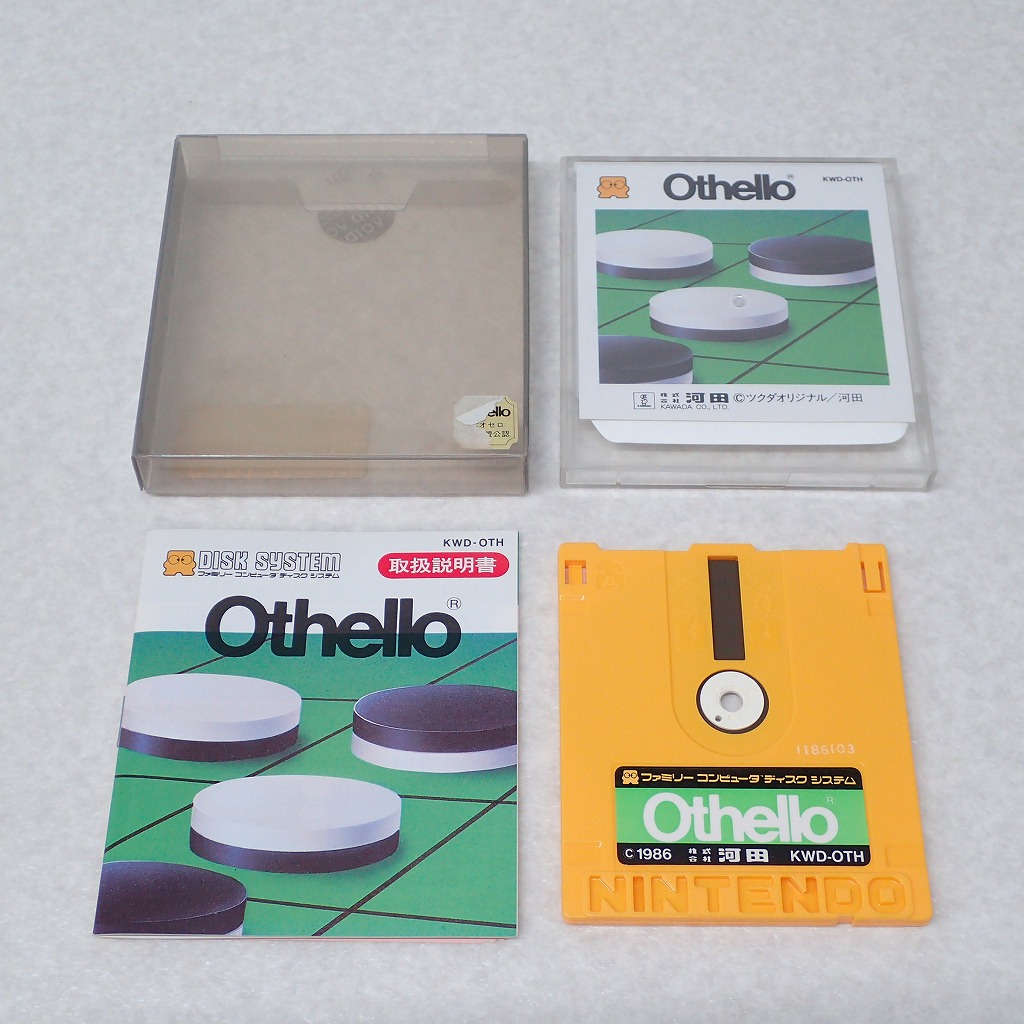 Othello®
KWD-OTH
株式会社 河田 ©ツクダオリジナル／河田
KAWADA CO., LTD.
llo
オセロ
公認
KWD-OTH
DISK SYSTEM
ファミリー コンピュータ ディスク システム
取扱説明書
Othello®
1186103
ファミリー コンピュータ ディスク システム
Othello®
©1986 株式会社 河田 KWD-OTH
NINTENDO